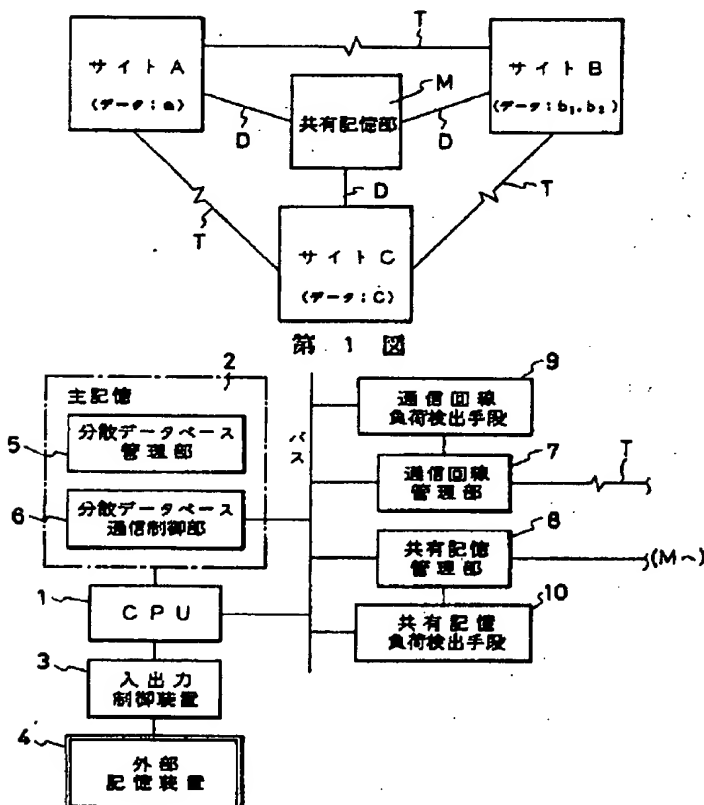 T
サイトA
(データ:a)
サイトB
(データ:b₁.b₂)
M
共有記憶部
D
D
D
T
T
サイトC
(データ:C)
第 1 図
2
主記憶
5
分散データベース
管理部
6
分散データベース
通信制御部
1
CPU
3
入出力
制御装置
4
外部
記憶装置
バス
9
通信回線
負荷検出手段
7
通信回線
管理部
T
8
共有記憶
管理部
(Mへ)
10
共有記憶
負荷検出手段